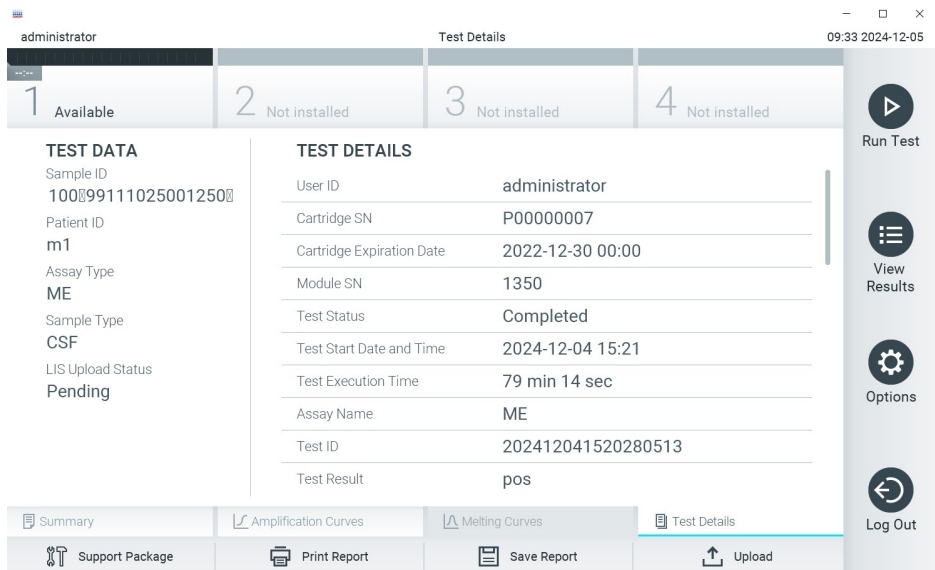 administrator
Test Details
09:33 2024-12-05
--:--
1 Available
2 Not installed
3 Not installed
4 Not installed
Run Test
View
Results
Options
Log Out
TEST DATA
Sample ID
100▯99111025001250▯
Patient ID
m1
Assay Type
ME
Sample Type
CSF
LIS Upload Status
Pending
TEST DETAILS
User ID administrator
Cartridge SN P00000007
Cartridge Expiration Date 2022-12-30 00:00
Module SN 1350
Test Status Completed
Test Start Date and Time 2024-12-04 15:21
Test Execution Time 79 min 14 sec
Assay Name ME
Test ID 202412041520280513
Test Result pos
Summary
Amplification Curves
Melting Curves
Test Details
Support Package
Print Report
Save Report
Upload